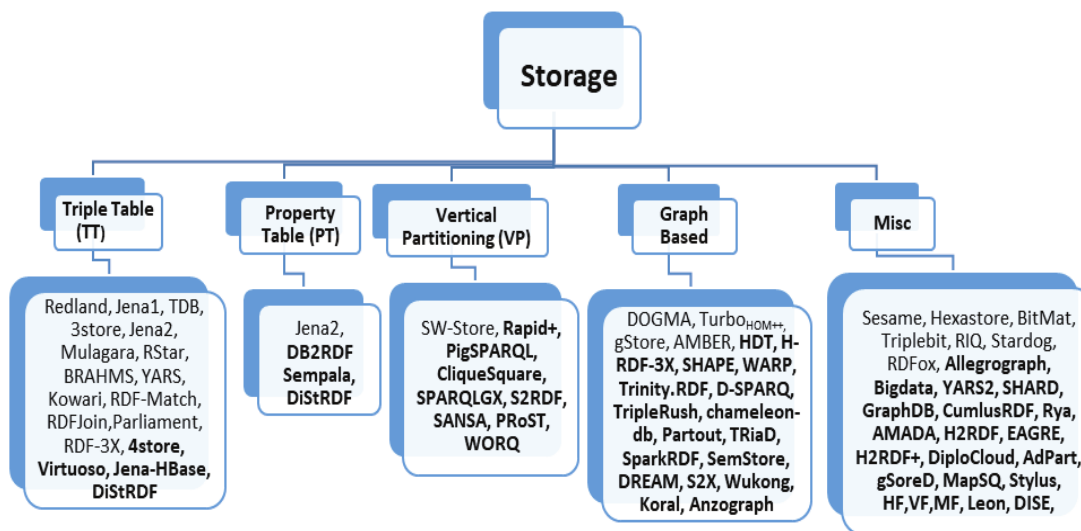 Storage
Triple Table
(TT)
Property
Table (PT)
Vertical
Partitioning (VP)
Graph
Based
Misc
Redland, Jena1, TDB,
3store, Jena2,
Mulagara, RStar,
BRAHMS, YARS,
Kowari, RDF-Match,
RDFJoin,Parliament,
RDF-3X, 4store,
Virtuoso, Jena-HBase,
DiStRDF
Jena2,
DB2RDF
Sempala,
DiStRDF
SW-Store, Rapid+,
PigSPARQL,
CliqueSquare,
SPARQLGX, S2RDF,
SANSA, PRoST,
WORQ
DOGMA, Turbo_HOM++,
gStore, AMBER, HDT, H-
RDF-3X, SHAPE, WARP,
Trinity.RDF, D-SPARQ,
TripleRush, chameleon-
db, Partout, TRiaD,
SparkRDF, SemStore,
DREAM, S2X, Wukong,
Koral, Anzograph
Sesame, Hexastore, BitMat,
Triplebit, RIQ, Stardog,
RDFox, Allegrograph,
Bigdata, YARS2, SHARD,
GraphDB, CumlusRDF, Rya,
AMADA, H2RDF, EAGRE,
H2RDF+, DiploCloud, AdPart,
gSoreD, MapSQ, Stylus,
HF,VF,MF, Leon, DISE,